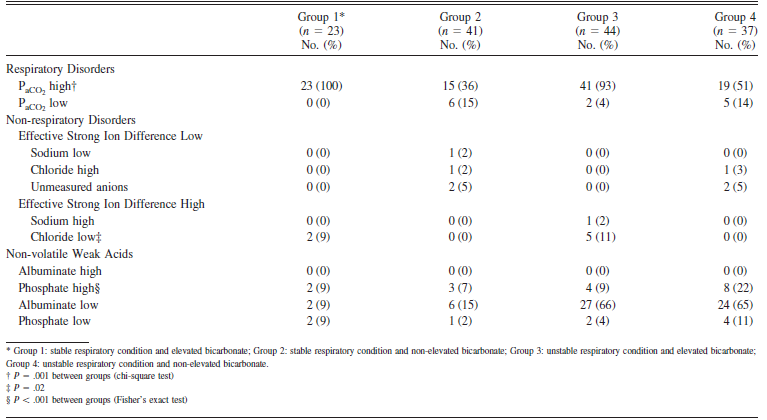 Group 1* Group 2 Group 3 Group 4
(n = 23) (n = 41) (n = 44) (n = 37)
No. (%) No. (%) No. (%) No. (%)
Respiratory Disorders
PaCO2 high† 23 (100) 15 (36) 41 (93) 19 (51)
PaCO2 low 0 (0) 6 (15) 2 (4) 5 (14)
Non-respiratory Disorders
Effective Strong Ion Difference Low
Sodium low 0 (0) 1 (2) 0 (0) 0 (0)
Chloride high 0 (0) 1 (2) 0 (0) 1 (3)
Unmeasured anions 0 (0) 2 (5) 0 (0) 2 (5)
Effective Strong Ion Difference High
Sodium high 0 (0) 0 (0) 1 (2) 0 (0)
Chloride low‡ 2 (9) 0 (0) 5 (11) 0 (0)
Non-volatile Weak Acids
Albuminate high 0 (0) 0 (0) 0 (0) 0 (0)
Phosphate high§ 2 (9) 3 (7) 4 (9) 8 (22)
Albuminate low 2 (9) 6 (15) 27 (66) 24 (65)
Phosphate low 2 (9) 1 (2) 2 (4) 4 (11)
* Group 1: stable respiratory condition and elevated bicarbonate; Group 2: stable respiratory condition and non-elevated bicarbonate; Group 3: unstable respiratory condition and elevated bicarbonate;
Group 4: unstable respiratory condition and non-elevated bicarbonate.
† P = .001 between groups (chi-square test)
‡ P = .02
§ P < .001 between groups (Fisher's exact test)